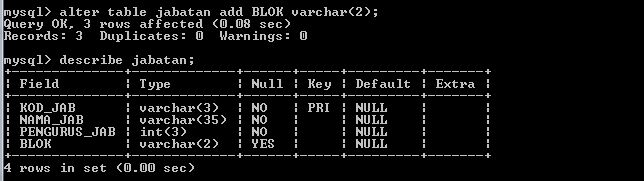 mysql> alter table jabatan add BLOK varchar(2);
Query OK, 3 rows affected (0.08 sec)
Records: 3  Duplicates: 0  Warnings: 0

mysql> describe jabatan;
+--------------+-------------+------+-----+---------+-------+
| Field        | Type        | Null | Key | Default | Extra |
+--------------+-------------+------+-----+---------+-------+
| KOD_JAB      | varchar(3)  | NO   | PRI | NULL    |       |
| NAMA_JAB     | varchar(35) | NO   |     | NULL    |       |
| PENGURUS_JAB | int(3)      | NO   |     | NULL    |       |
| BLOK         | varchar(2)  | YES  |     | NULL    |       |
+--------------+-------------+------+-----+---------+-------+
4 rows in set (0.00 sec)